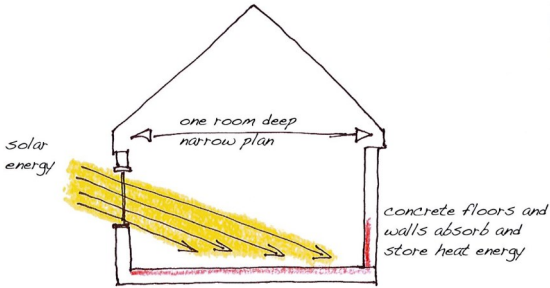 one room deep
narrow plan
solar
energy
concrete floors and
walls absorb and
store heat energy